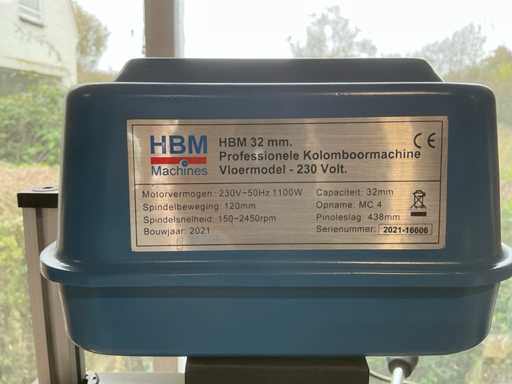 HBM
Machines
HBM 32 mm.
Professionele Kolomboormachine
Vloermodel - 230 Volt.
CE
Motorvermogen: 230V~50Hz 1100W
Spindelbeweging: 120mm
Spindelsnelheid: 150~2450rpm
Bouwjaar: 2021
Capaciteit: 32mm
Opname: MC 4
Pinoleslag: 438mm
Serienummer: 2021-16606